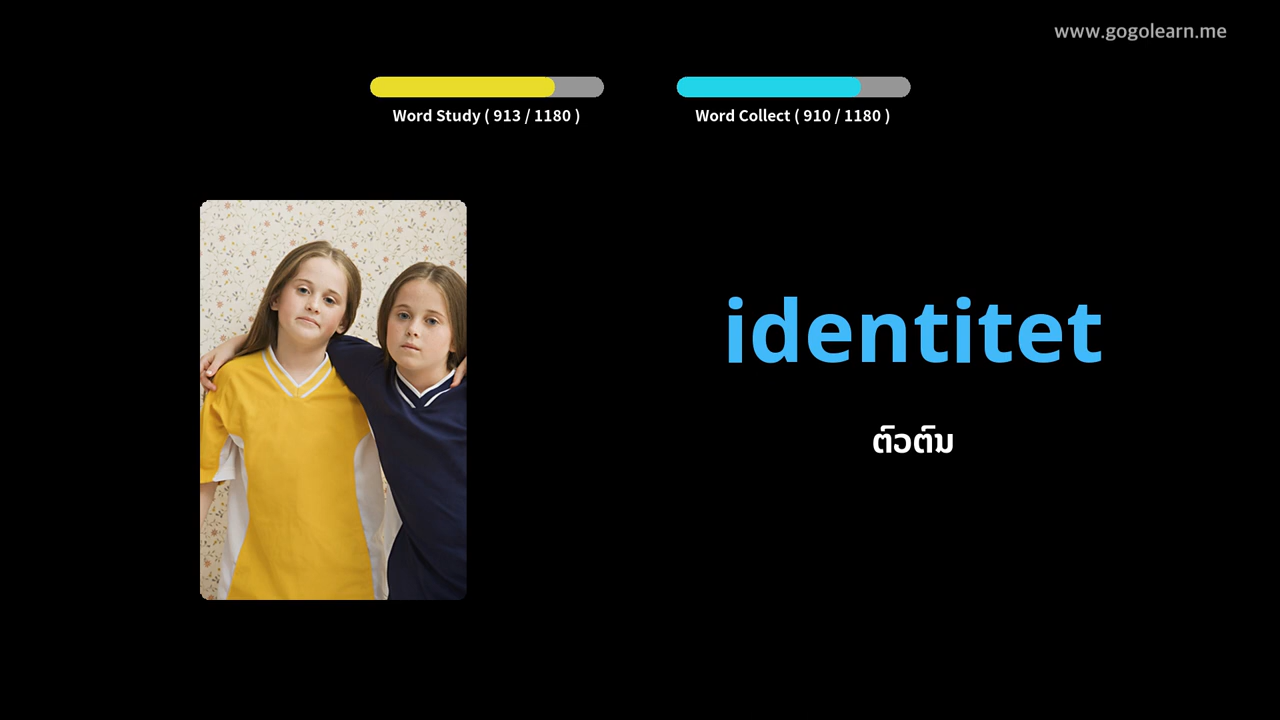 www.gogolearn.me
Word Study ( 913 / 1180 )
Word Collect ( 910 / 1180 )
identitet
ຕົວຕົນ